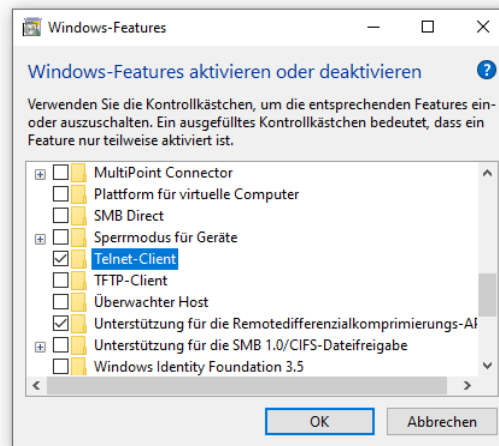 Windows-Features
Windows-Features aktivieren oder deaktivieren
?
Verwenden Sie die Kontrollkästchen, um die entsprechenden Features ein-
oder auszuschalten. Ein ausgefülltes Kontrollkästchen bedeutet, dass ein
Feature nur teilweise aktiviert ist.
MultiPoint Connector
Plattform für virtuelle Computer
SMB Direct
Sperrmodus für Geräte
Telnet-Client
TFTP-Client
Überwachter Host
Unterstützung für die Remotedifferenzialkomprimierungs-AP
Unterstützung für die SMB 1.0/CIFS-Dateifreigabe
Windows Identity Foundation 3.5
OK
Abbrechen